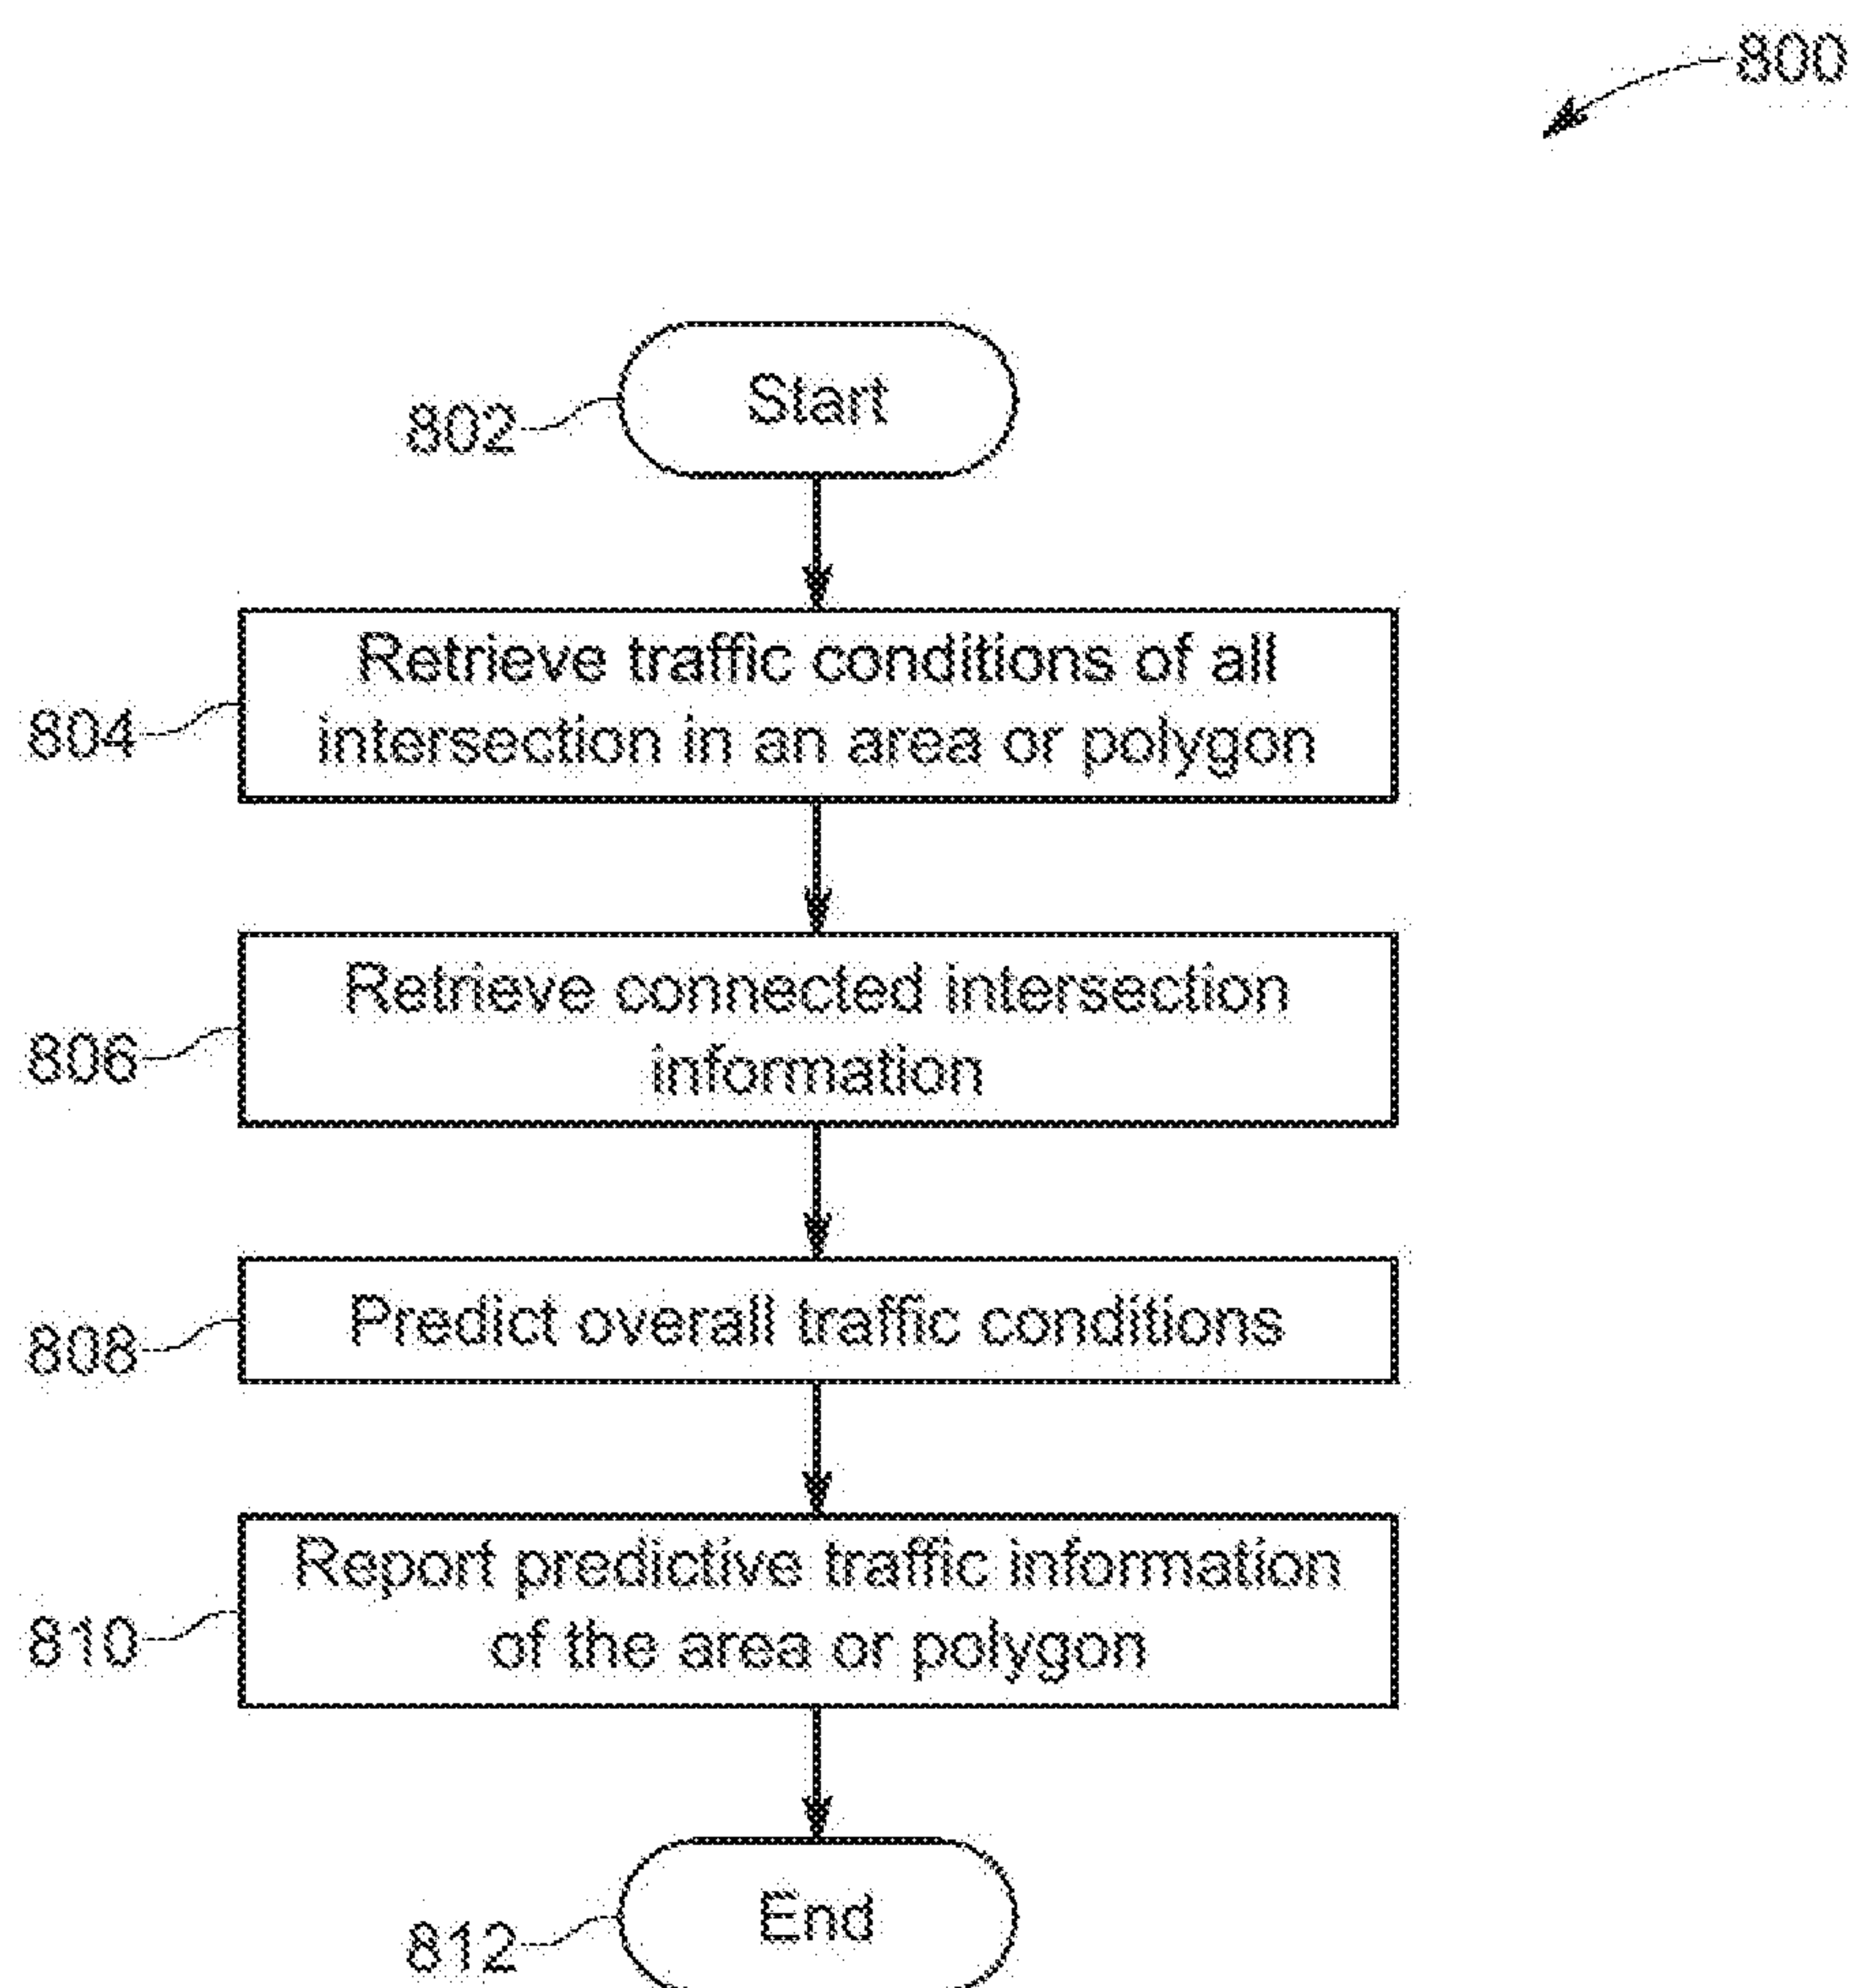 800
802
Start
804
Retrieve traffic conditions of all
intersection in an area or polygon
806
Retrieve connected intersection
information
808
Predict overall traffic conditions
810
Report predictive traffic information
of the area or polygon
812
End